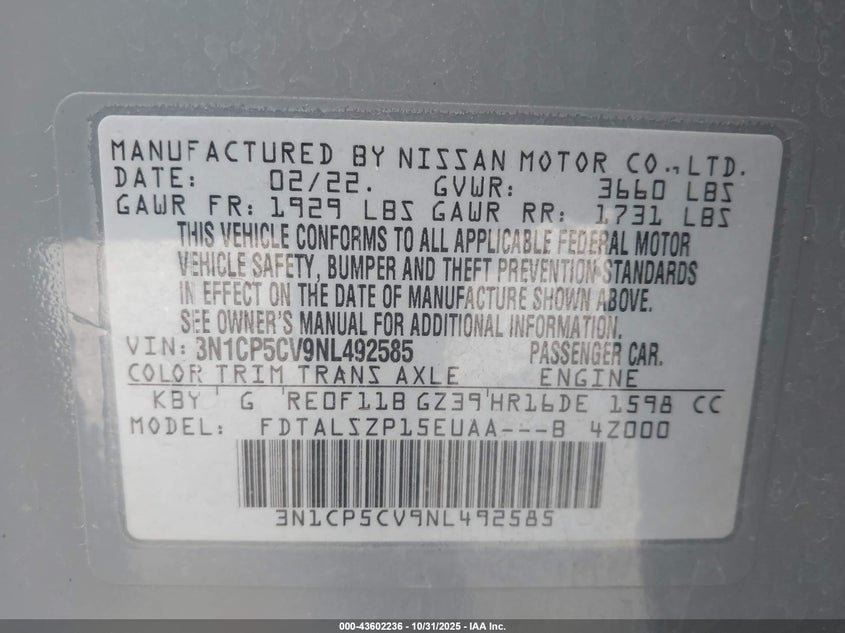 MANUFACTURED BY NISSAN MOTOR CO.,LTD.
DATE: 02/22. GVWR: 3660 LBS
GAWR FR: 1929 LBS GAWR RR: 1731 LBS
THIS VEHICLE CONFORMS TO ALL APPLICABLE FEDERAL MOTOR
VEHICLE SAFETY, BUMPER AND THEFT PREVENTION STANDARDS
IN EFFECT ON THE DATE OF MANUFACTURE SHOWN ABOVE.
SEE OWNER'S MANUAL FOR ADDITIONAL INFORMATION.
VIN: 3N1CP5CV9NL492585 PASSENGER CAR.
COLOR TRIM TRANS AXLE ENGINE
KBY G RE0F11B GZ39 HR16DE 1598 CC
MODEL: FDTALSZP15EUAA---B 4Z000
3N1CP5CV9NL492585
000-43602236 - 10/31/2025 - IAA Inc.